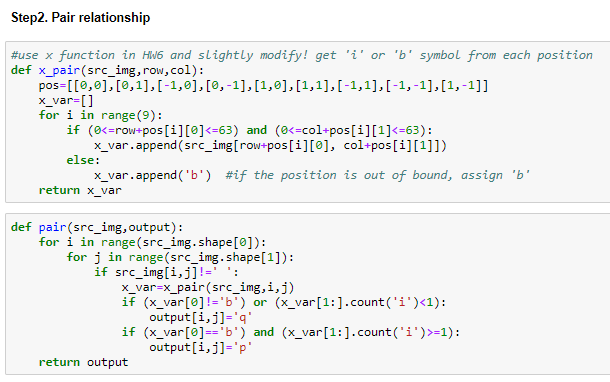 Step2. Pair relationship
#use x function in HW6 and slightly modify! get 'i' or 'b' symbol from each position
def x_pair(src_img,row,col):
    pos=[[0,0],[0,1],[-1,0],[0,-1],[1,0],[1,1],[-1,1],[-1,-1],[1,-1]]
    x_var=[]
    for i in range(9):
        if (0<=row+pos[i][0]<=63) and (0<=col+pos[i][1]<=63):
            x_var.append(src_img[row+pos[i][0], col+pos[i][1]])
        else:
            x_var.append('b')  #if the position is out of bound, assign 'b'
    return x_var
def pair(src_img,output):
    for i in range(src_img.shape[0]):
        for j in range(src_img.shape[1]):
            if src_img[i,j]!=' ':
                x_var=x_pair(src_img,i,j)
                if (x_var[0]!='b') or (x_var[1:].count('i')<1):
                    output[i,j]='q'
                if (x_var[0]=='b') and (x_var[1:].count('i')>=1):
                    output[i,j]='p'
    return output